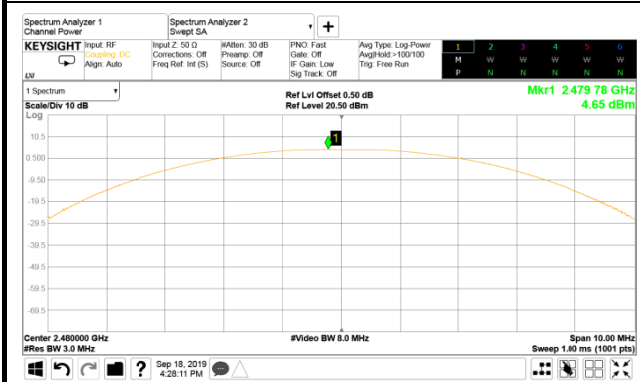 Spectrum Analyzer 1
Channel Power
Spectrum Analyzer 2
Swept SA
+
KEYSIGHT
Input: RF
Coupling: DC
Align: Auto
Input Z: 50 Ω
Corrections: Off
Freq Ref: Int (S)
#Atten: 30 dB
Preamp: Off
Source: Off
PNO: Fast
Gate: Off
IF Gain: Low
Sig Track: Off
Avg Type: Log-Power
Avg|Hold:>100/100
Trig: Free Run
1 2 3 4 5 6
M W W W W W
P N N N N N
LXI
1 Spectrum
Scale/Div 10 dB
Log
Ref Lvl Offset 0.50 dB
Ref Level 20.50 dBm
Mkr1 2.479 78 GHz
4.65 dBm
1
10.5
0.500
-9.50
-19.5
-29.5
-39.5
-49.5
-59.5
-69.5
Center 2.480000 GHz
#Res BW 3.0 MHz
#Video BW 8.0 MHz
Span 10.00 MHz
Sweep 1.00 ms (1001 pts)
?
Sep 18, 2019
4:28:11 PM